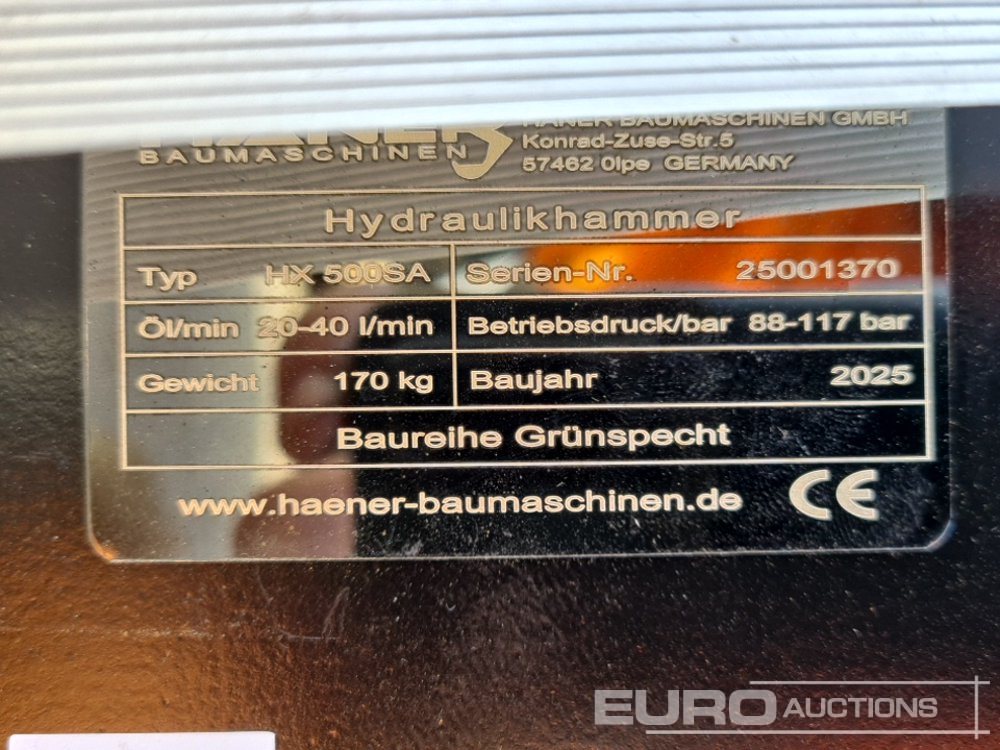 HÄNER
BAUMASCHINEN
HÄNER BAUMASCHINEN GMBH
Konrad-Zuse-Str.5
57462 Olpe GERMANY
Hydraulikhammer
Typ HX 500SA Serien-Nr. 25001370
Öl/min 20-40 l/min Betriebsdruck/bar 88-117 bar
Gewicht 170 kg Baujahr 2025
Baureihe Grünspecht
www.haener-baumaschinen.de CE
EURO AUCTIONS